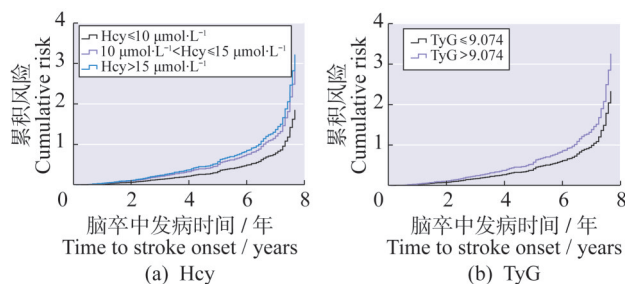 累积风险
Cumulative risk
4
3
2
1
0
2
4
6
8
Hcy≤10 μmol·L⁻¹
10 μmol·L⁻¹<Hcy≤15 μmol·L⁻¹
Hcy>15 μmol·L⁻¹
脑卒中发病时间 / 年
Time to stroke onset / years
(a) Hcy
累积风险
Cumulative risk
4
3
2
1
0
2
4
6
8
TyG≤9.074
TyG>9.074
脑卒中发病时间 / 年
Time to stroke onset / years
(b) TyG